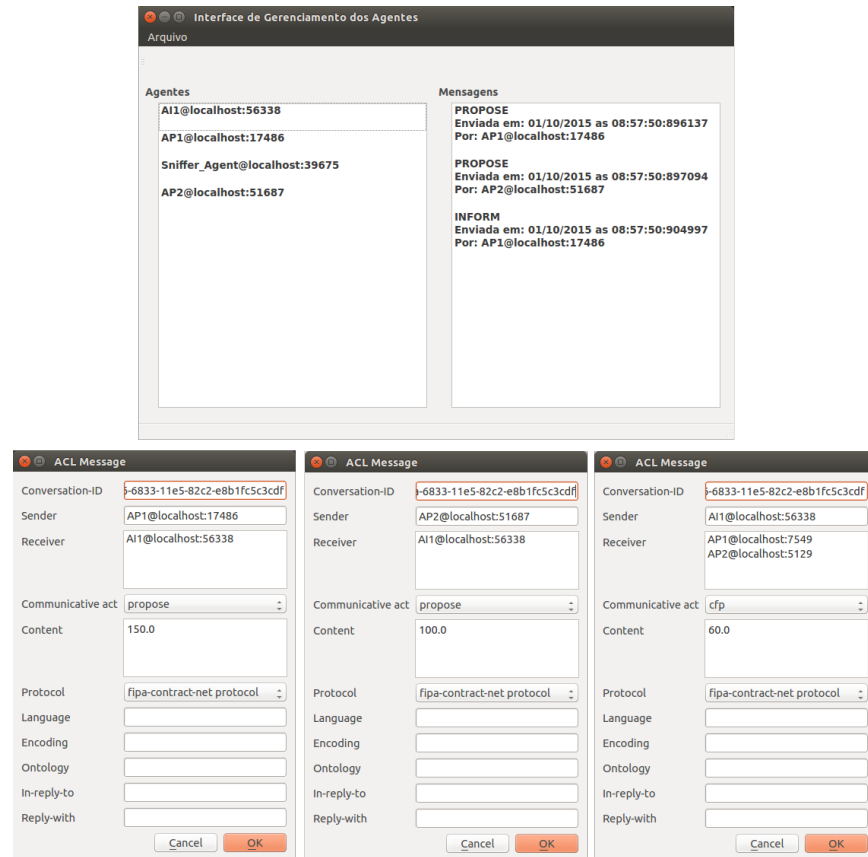 Interface de Gerenciamento dos Agentes
Arquivo
Agentes
AI1@localhost:56338
AP1@localhost:17486
Sniffer_Agent@localhost:39675
AP2@localhost:51687
Mensagens
PROPOSE
Enviada em: 01/10/2015 as 08:57:50:896137
Por: AP1@localhost:17486
PROPOSE
Enviada em: 01/10/2015 as 08:57:50:897094
Por: AP2@localhost:51687
INFORM
Enviada em: 01/10/2015 as 08:57:50:904997
Por: AP1@localhost:17486
ACL Message
Conversation-ID -6833-11e5-82c2-e8b1fc5c3cdf
Sender AP1@localhost:17486
Receiver AI1@localhost:56338
Communicative act propose
Content 150.0
Protocol fipa-contract-net protocol
Language
Encoding
Ontology
In-reply-to
Reply-with
Cancel OK
ACL Message
Conversation-ID -6833-11e5-82c2-e8b1fc5c3cdf
Sender AP2@localhost:51687
Receiver AI1@localhost:56338
Communicative act propose
Content 100.0
Protocol fipa-contract-net protocol
Language
Encoding
Ontology
In-reply-to
Reply-with
Cancel OK
ACL Message
Conversation-ID -6833-11e5-82c2-e8b1fc5c3cdf
Sender AI1@localhost:56338
Receiver AP1@localhost:7549
AP2@localhost:5129
Communicative act cfp
Content 60.0
Protocol fipa-contract-net protocol
Language
Encoding
Ontology
In-reply-to
Reply-with
Cancel OK